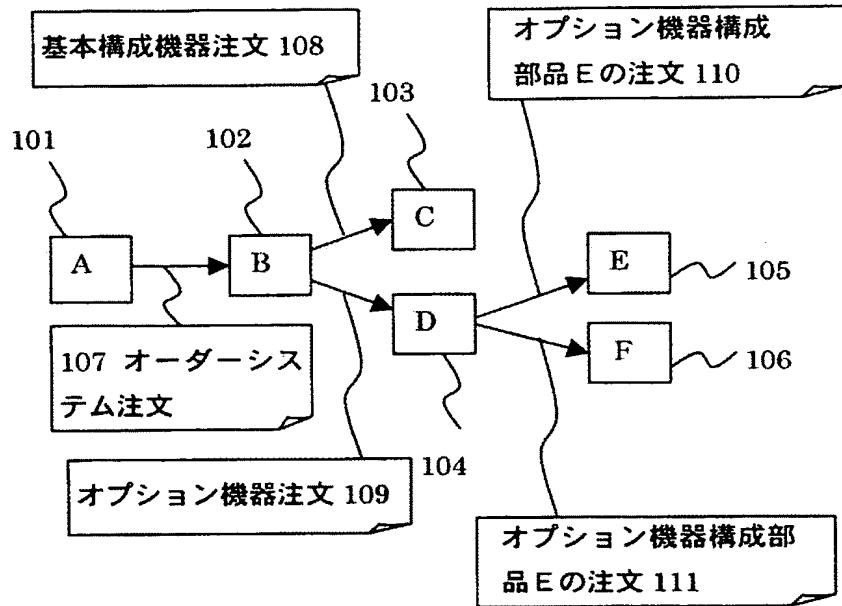 基本構成機器注文 108
オプション機器構成
部品Eの注文 110
103
101
102
C
A
B
E
105
D
107 オーダーシス
テム注文
F
106
104
オプション機器注文 109
オプション機器構成部
品Eの注文 111